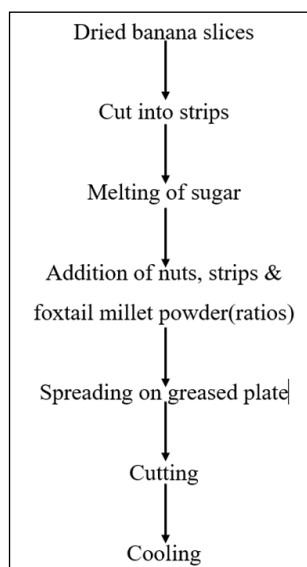 Dried banana slices
Cut into strips
Melting of sugar
Addition of nuts, strips &
foxtail millet powder(ratios)
Spreading on greased plate
Cutting
Cooling